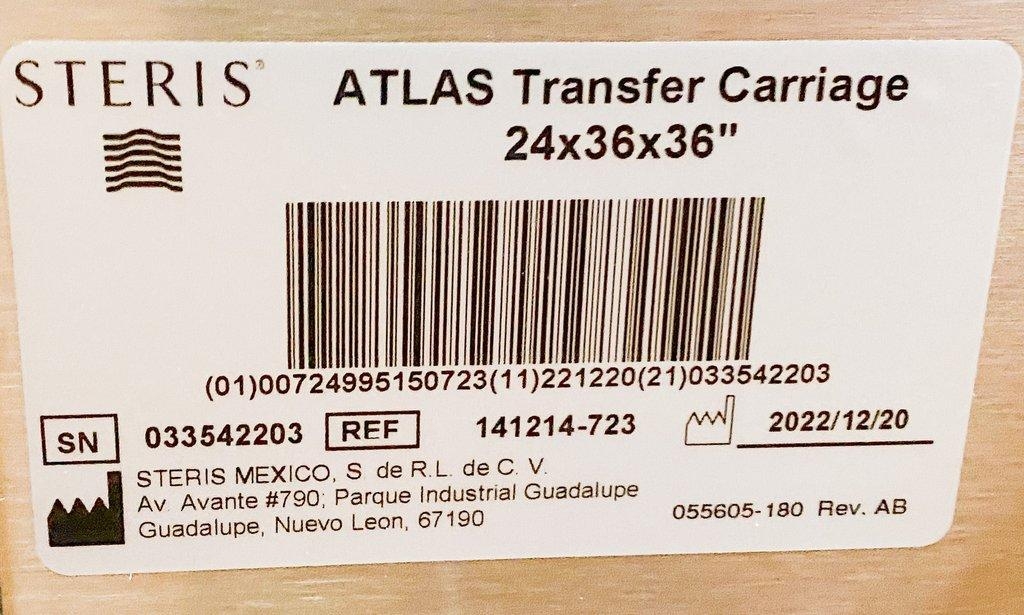 STERIS®
ATLAS Transfer Carriage
24x36x36"
(01)00724995150723(11)221220(21)033542203
SN 033542203 REF 141214-723 2022/12/20
STERIS MEXICO, S de R.L. de C. V.
Av Avante #790; Parque Industrial Guadalupe
Guadalupe, Nuevo Leon, 67190
055605-180 Rev. AB